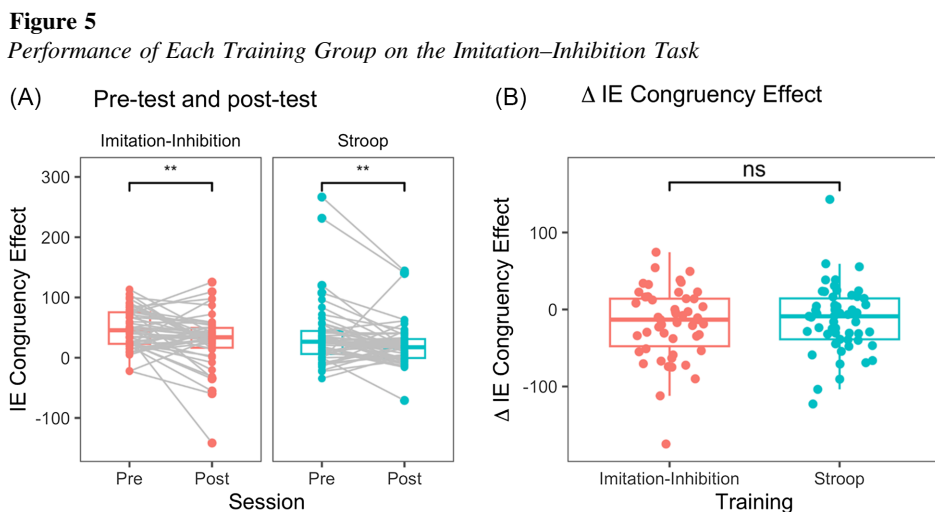 Figure 5
Performance of Each Training Group on the Imitation–Inhibition Task
(A) Pre-test and post-test
Imitation-Inhibition Stroop
** **
300
200
100
0
-100
IE Congruency Effect
Pre Post Pre Post
Session
(B) Δ IE Congruency Effect
ns
100
0
-100
Δ IE Congruency Effect
Imitation-Inhibition Stroop
Training